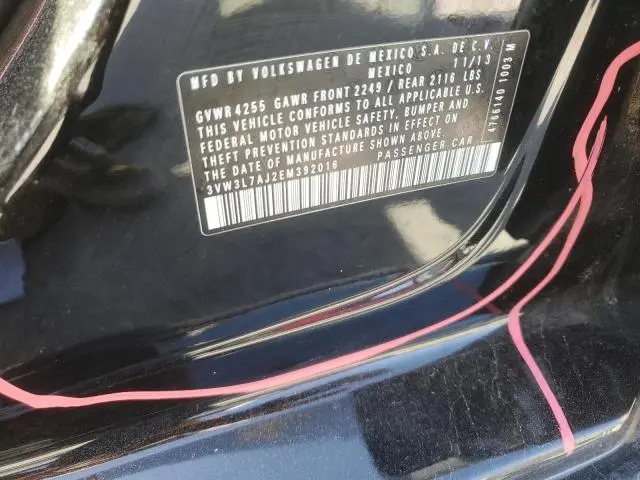 MFD BY VOLKSWAGEN DE MEXICO S.A. DE C.V.
MEXICO 11/13
GVWR 4255 GAWR FRONT 2249 / REAR 2116 LBS
THIS VEHICLE CONFORMS TO ALL APPLICABLE U.S.
FEDERAL MOTOR VEHICLE SAFETY, BUMPER AND
THEFT PREVENTION STANDARDS IN EFFECT ON
THE DATE OF MANUFACTURE SHOWN ABOVE.
3VW3L7AJ2EM392016 PASSENGER CAR
4766140 1003 M